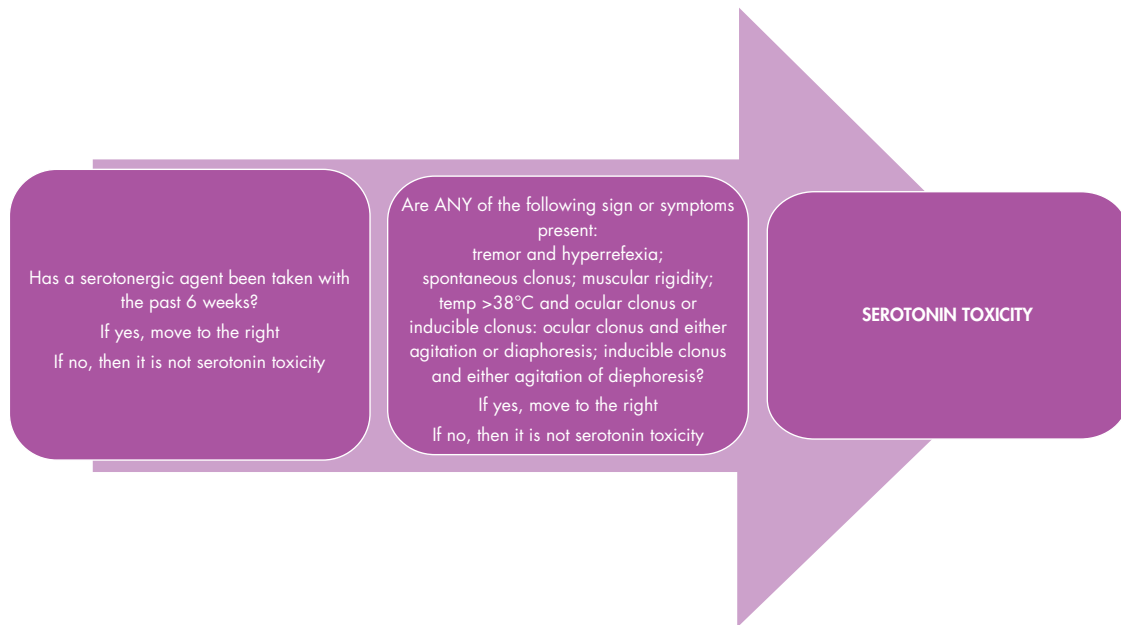 Has a serotonergic agent been taken with
the past 6 weeks?
If yes, move to the right
If no, then it is not serotonin toxicity
Are ANY of the following sign or symptoms
present:
tremor and hyperrefexia;
spontaneous clonus; muscular rigidity;
temp >38°C and ocular clonus or
inducible clonus: ocular clonus and either
agitation or diaphoresis; inducible clonus
and either agitation of diephoresis?
If yes, move to the right
If no, then it is not serotonin toxicity
SEROTONIN TOXICITY